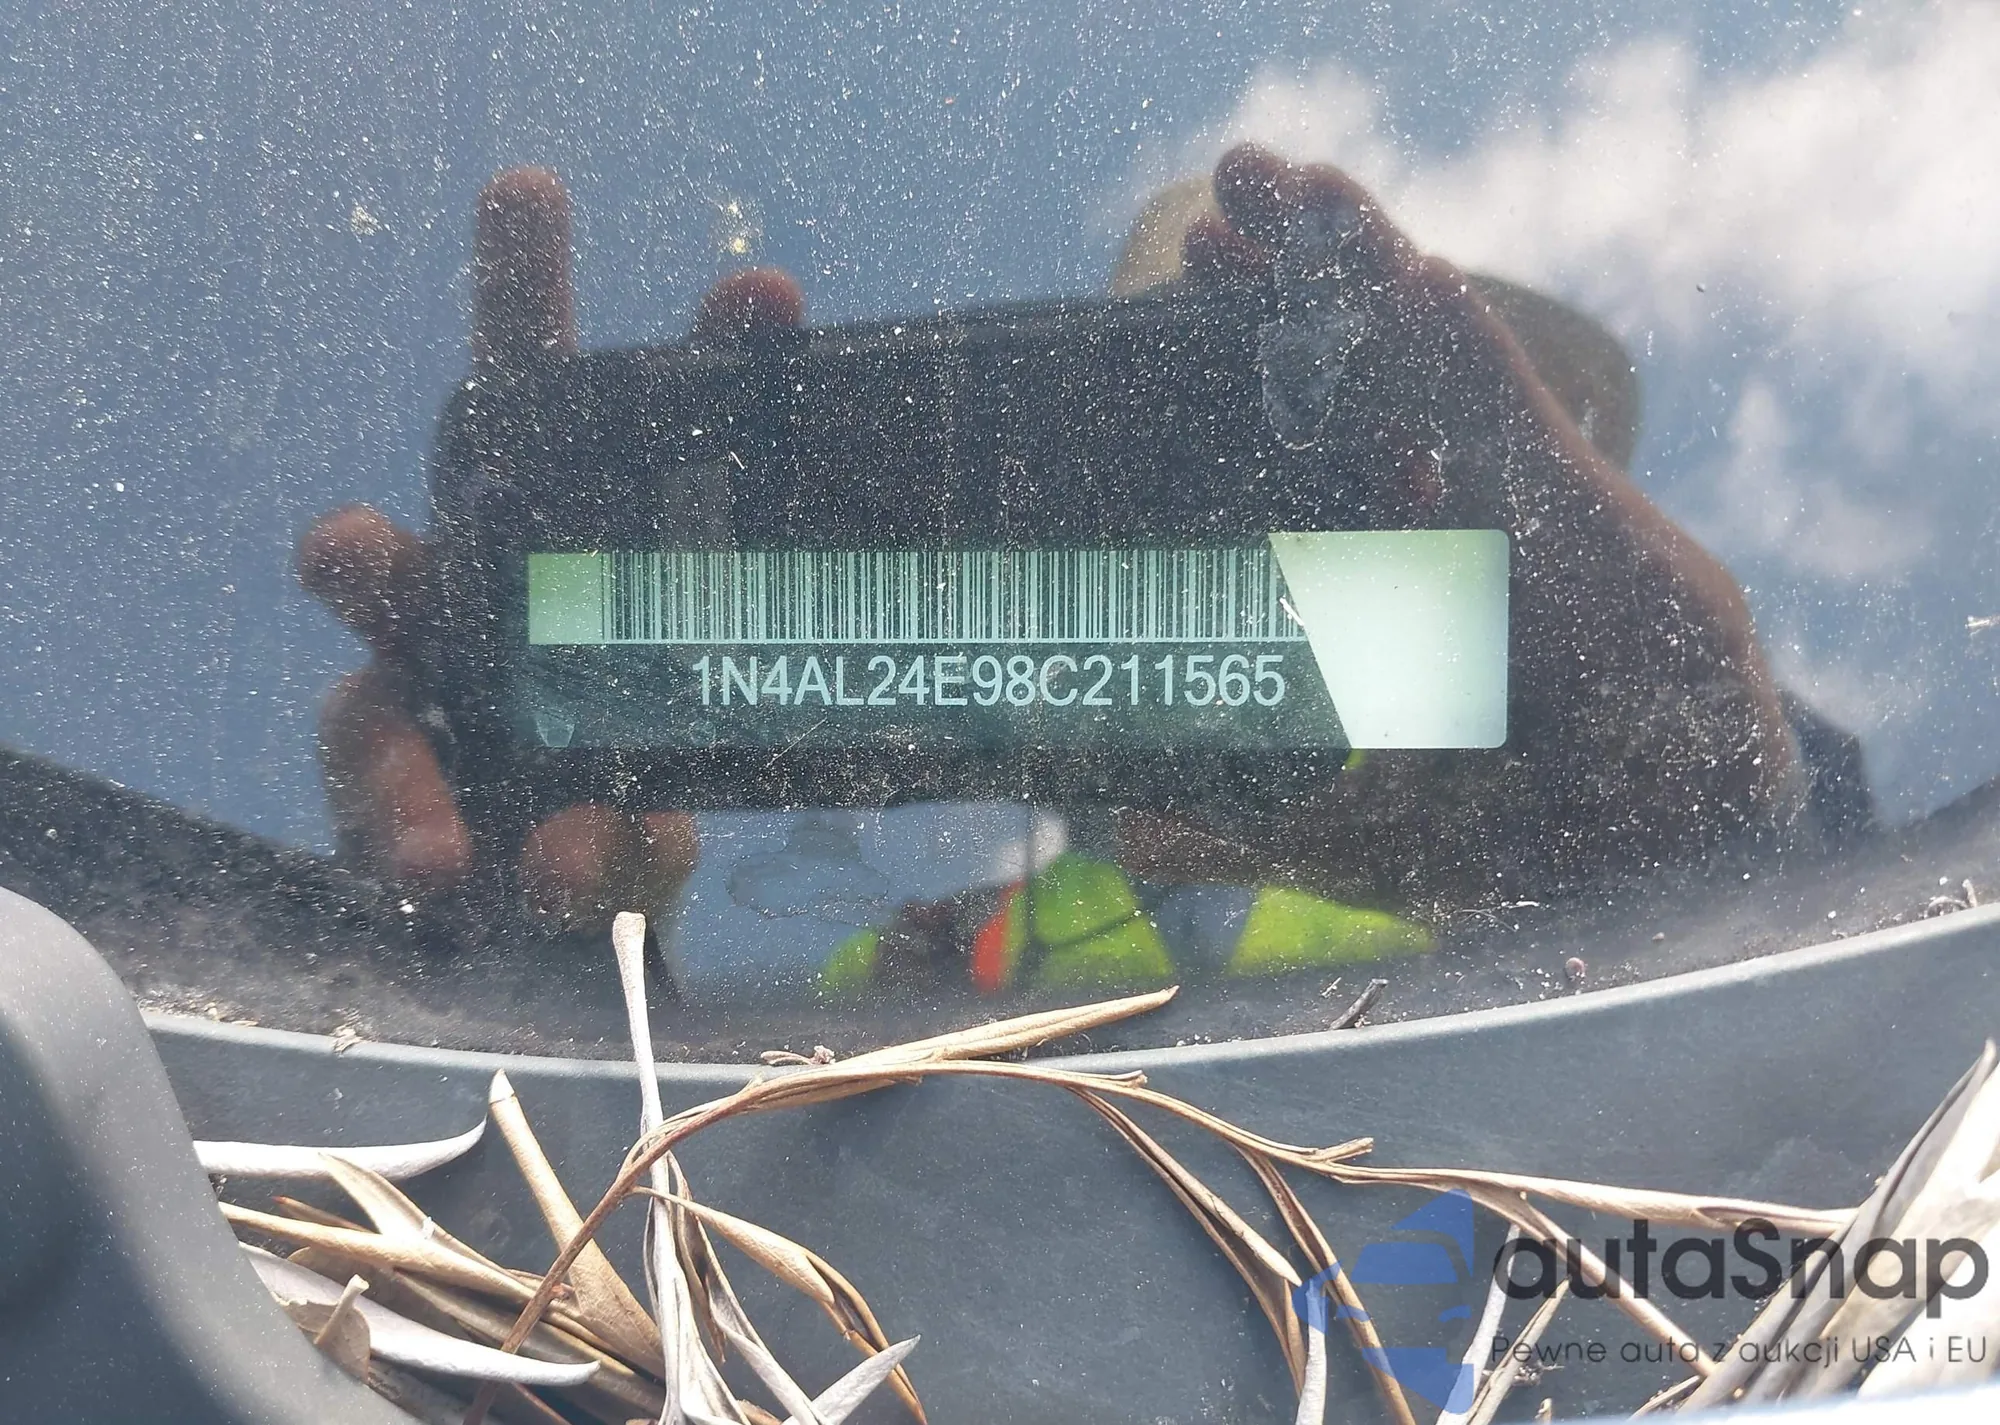 1N4AL24E98C211565
autaSnap
Pewne auta z aukcji USA i EU